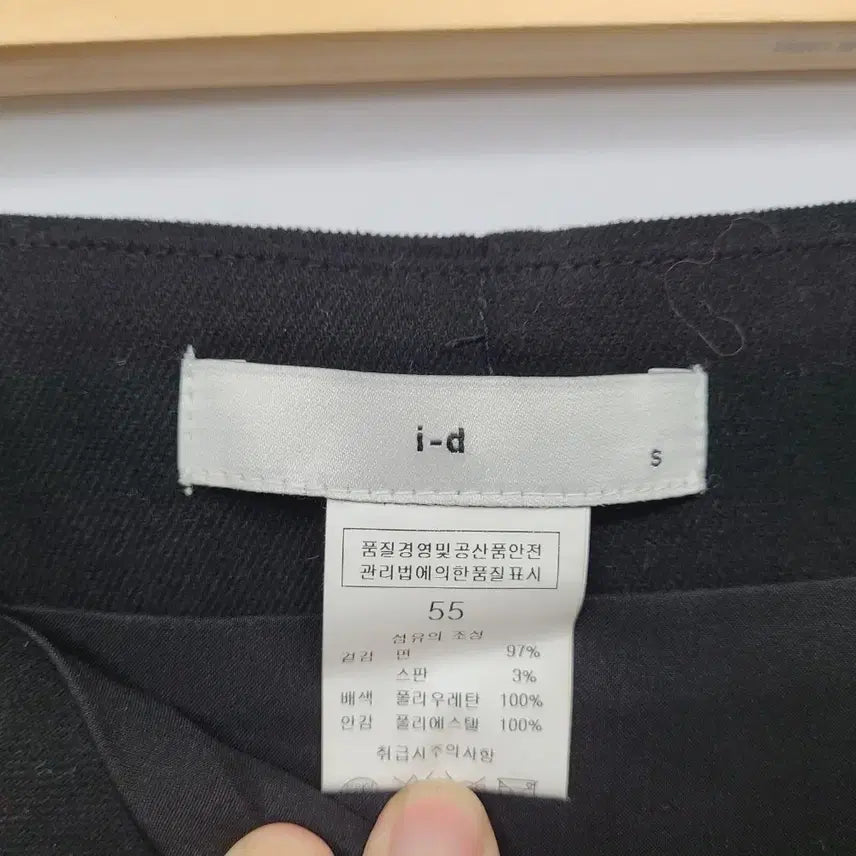 i-d
S
품질경영및공산품안전
관리법에의한품질표시
55
섬유의 조성
겉감 면 97%
스판 3%
배색 폴리우레탄 100%
안감 폴리에스텔 100%
취급시주의사항